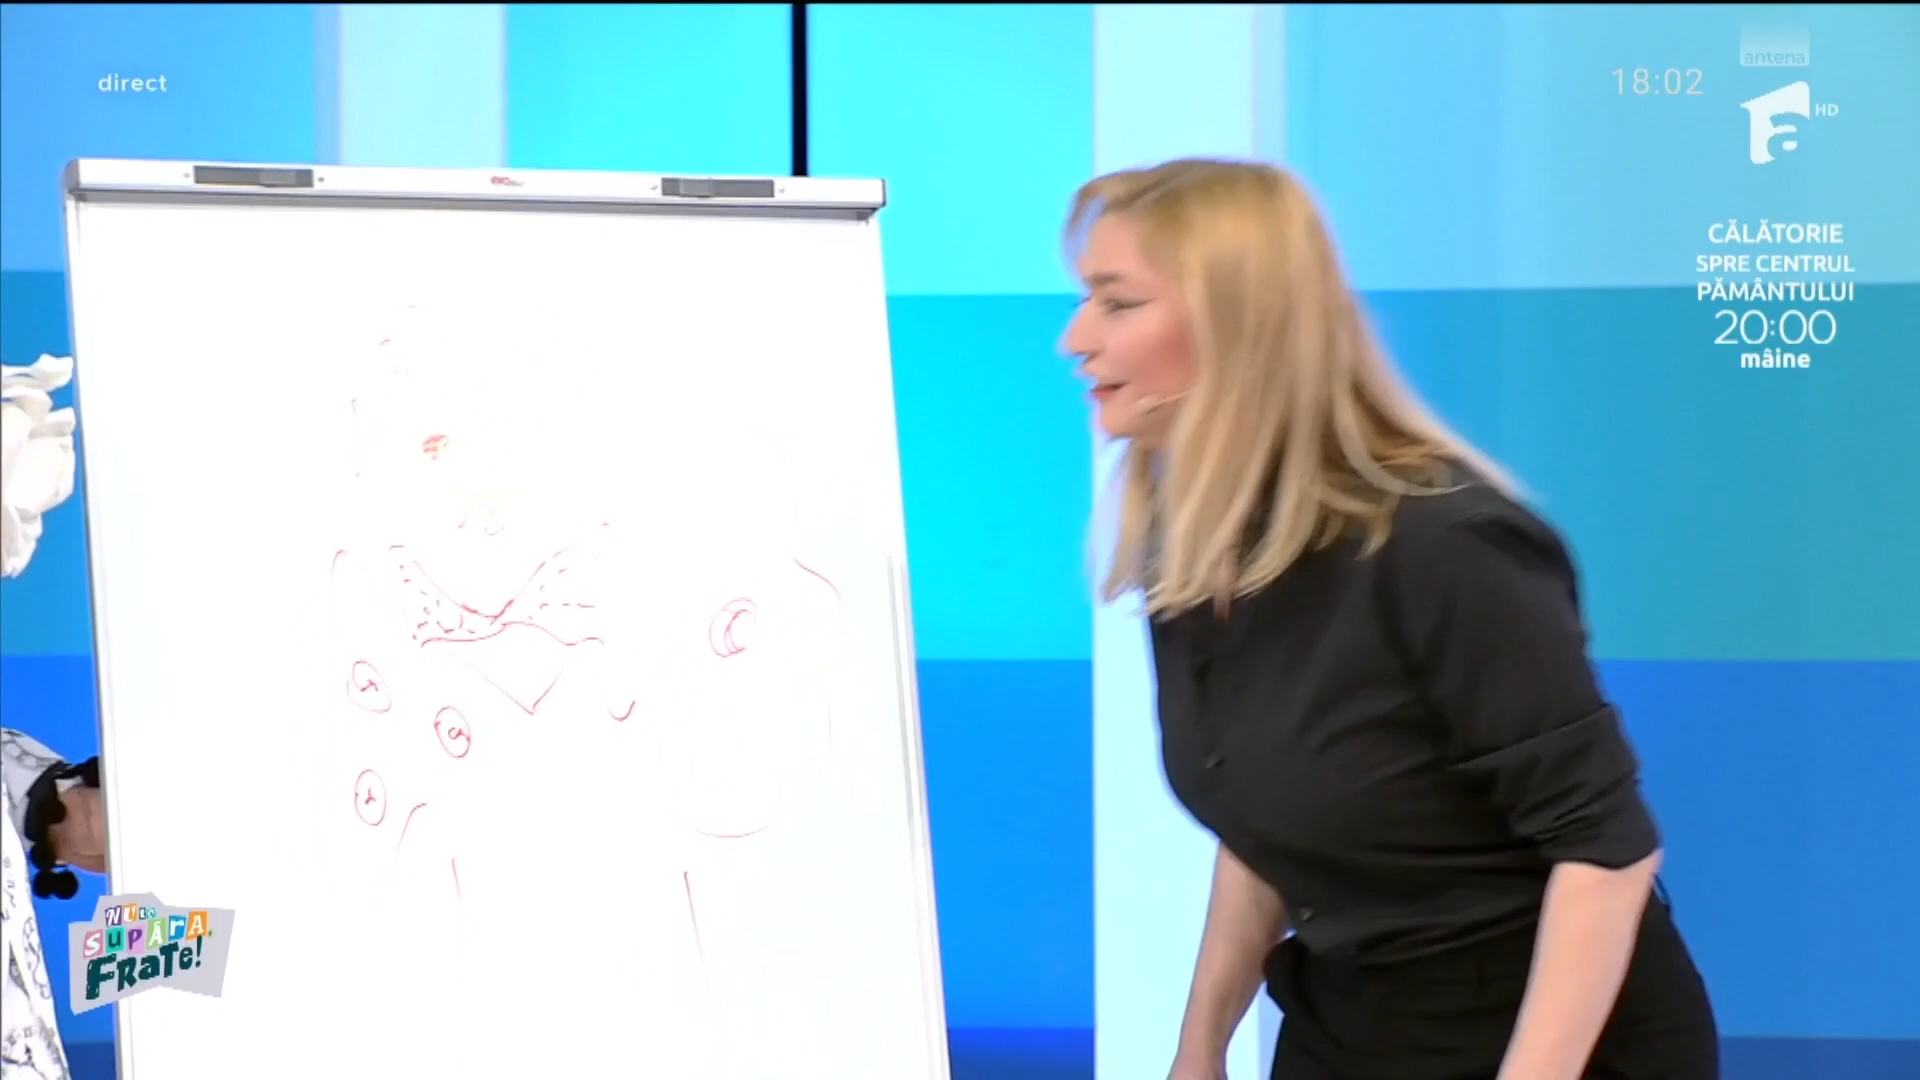 direct
18:02
antena
a
HD
CĂLĂTORIE
SPRE CENTRUL
PĂMÂNTULUI
20:00
mâine
NU TE
SUPĂRA,
FRATE!